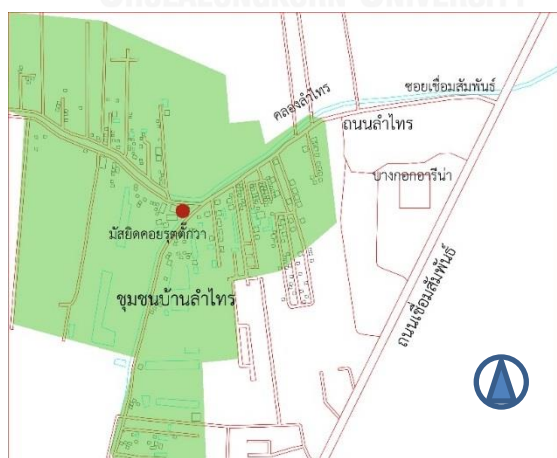 CHULALONGKORN UNIVERSITY
ซอยเชื่อมสัมพันธ์
คลองลำไทร
ถนนลำไทร
บางกอกอารีน่า
มัสยิดคอยรุตตั๊กวา
ชุมชนบ้านลำไทร
ถนนเชื่อมสัมพันธ์